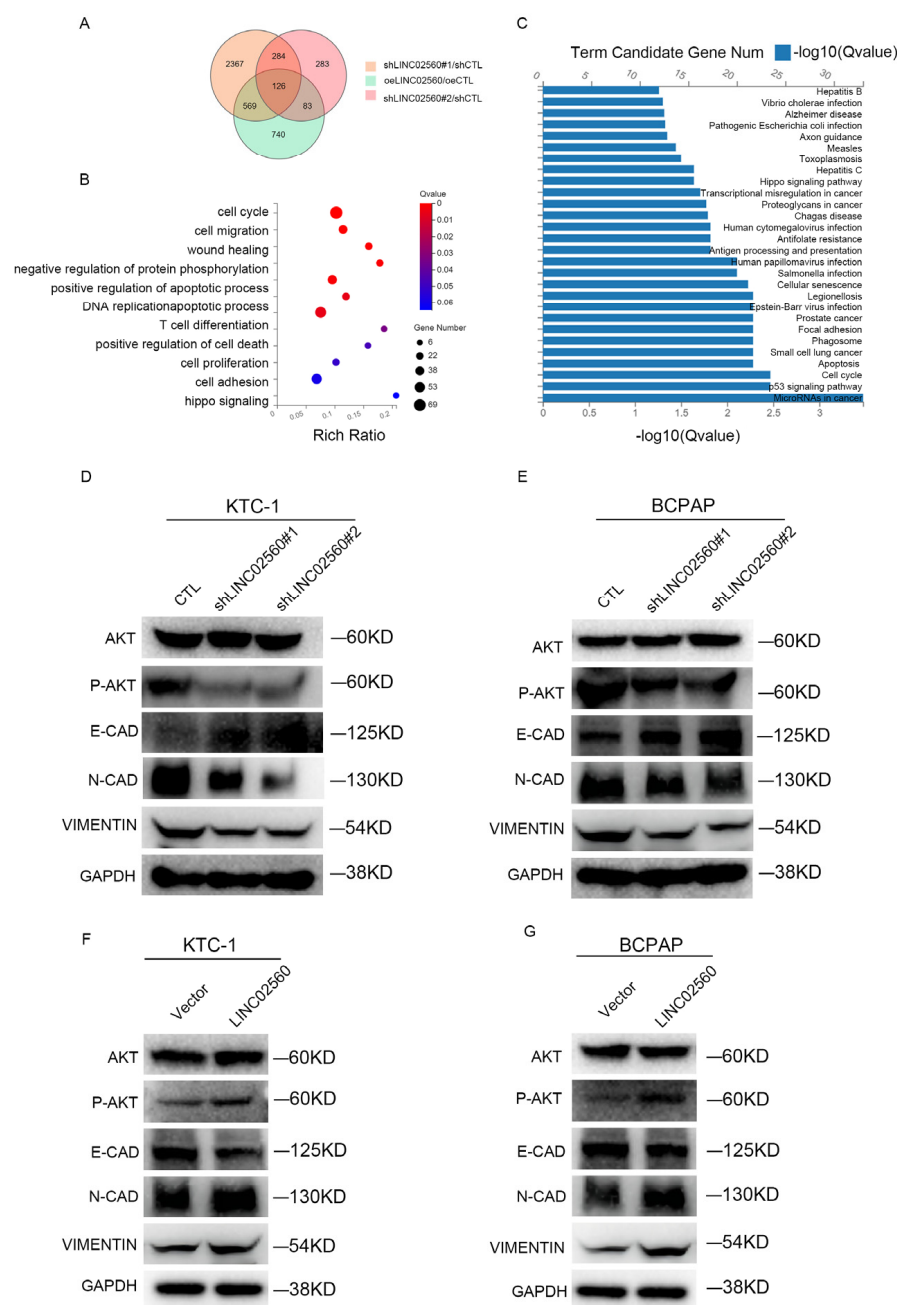 A
2367
284
283
126
569
83
740
shLINC02560#1/shCTL
oeLINC02560/oeCTL
shLINC02560#2/shCTL
B
cell cycle
cell migration
wound healing
negative regulation of protein phosphorylation
positive regulation of apoptotic process
DNA replicationapoptotic process
T cell differentiation
positive regulation of cell death
cell proliferation
cell adhesion
hippo signaling
0
0.05
0.1
0.15
0.2
Rich Ratio
Qvalue
0
0.01
0.02
0.03
0.04
0.05
0.06
Gene Number
6
22
38
53
69
C
Term Candidate Gene Num -log10(Qvalue)
0 5 10 15 20 25 30
Hepatitis B
Vibrio cholerae infection
Alzheimer disease
Pathogenic Escherichia coli infection
Axon guidance
Measles
Toxoplasmosis
Hepatitis C
Hippo signaling pathway
Transcriptional misregulation in cancer
Proteoglycans in cancer
Chagas disease
Human cytomegalovirus infection
Antifolate resistance
Antigen processing and presentation
Human papillomavirus infection
Salmonella infection
Cellular senescence
Legionellosis
Epstein-Barr virus infection
Prostate cancer
Focal adhesion
Phagosome
Small cell lung cancer
Apoptosis
Cell cycle
p53 signaling pathway
MicroRNAs in cancer
0 0.5 1 1.5 2 2.5 3 3.5
-log10(Qvalue)
D
KTC-1
CTL
shLINC02560#1
shLINC02560#2
AKT —60KD
P-AKT —60KD
E-CAD —125KD
N-CAD —130KD
VIMENTIN —54KD
GAPDH —38KD
E
BCPAP
CTL
shLINC02560#1
shLINC02560#2
AKT —60KD
P-AKT —60KD
E-CAD —125KD
N-CAD —130KD
VIMENTIN —54KD
GAPDH —38KD
F
KTC-1
Vector
LINC02560
AKT —60KD
P-AKT —60KD
E-CAD —125KD
N-CAD —130KD
VIMENTIN —54KD
GAPDH —38KD
G
BCPAP
Vector
LINC02560
AKT —60KD
P-AKT —60KD
E-CAD —125KD
N-CAD —130KD
VIMENTIN —54KD
GAPDH —38KD